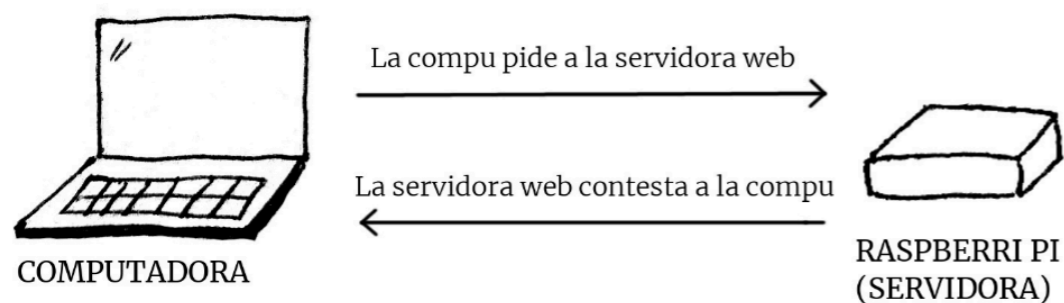 La compu pide a la servidora web
La servidora web contesta a la compu
COMPUTADORA
RASPBERRI PI
(SERVIDORA)